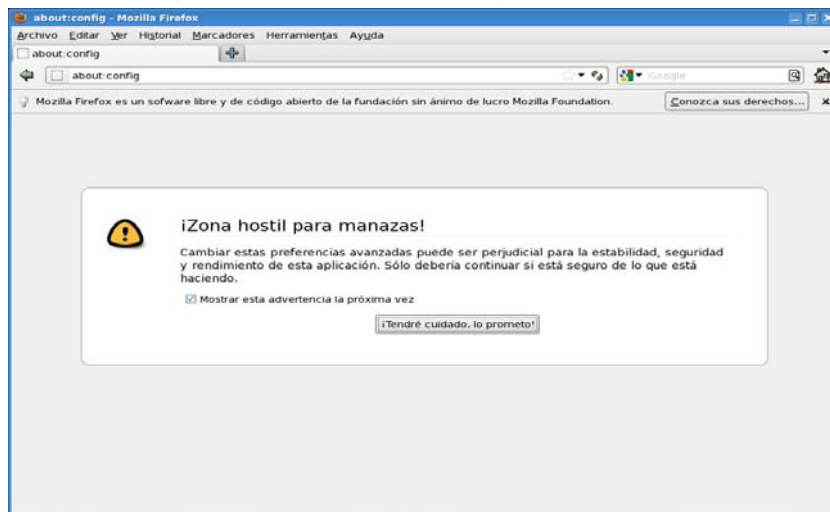 about:config - Mozilla Firefox
Archivo Editar Ver Historial Marcadores Herramientas Ayuda
about:config
about:config
Google
Mozilla Firefox es un sofware libre y de código abierto de la fundación sin ánimo de lucro Mozilla Foundation.
Conozca sus derechos...
¡Zona hostil para manazas!
Cambiar estas preferencias avanzadas puede ser perjudicial para la estabilidad, seguridad
y rendimiento de esta aplicación. Sólo debería continuar si está seguro de lo que está
haciendo.
Mostrar esta advertencia la próxima vez
¡Tendré cuidado, lo prometo!